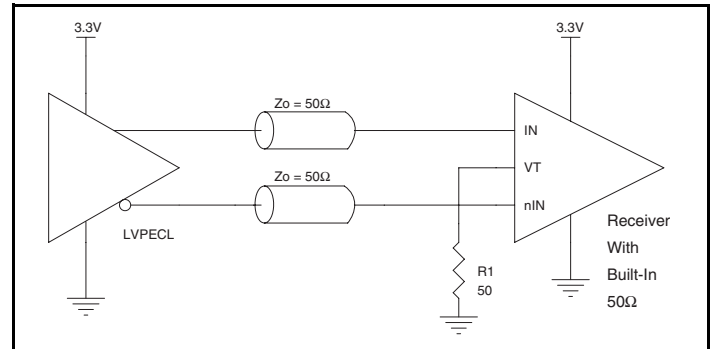 3.3V
3.3V
Zo = 50Ω
IN
VT
Zo = 50Ω
nIN
LVPECL
Receiver
With
Built-In
50Ω
R1
50